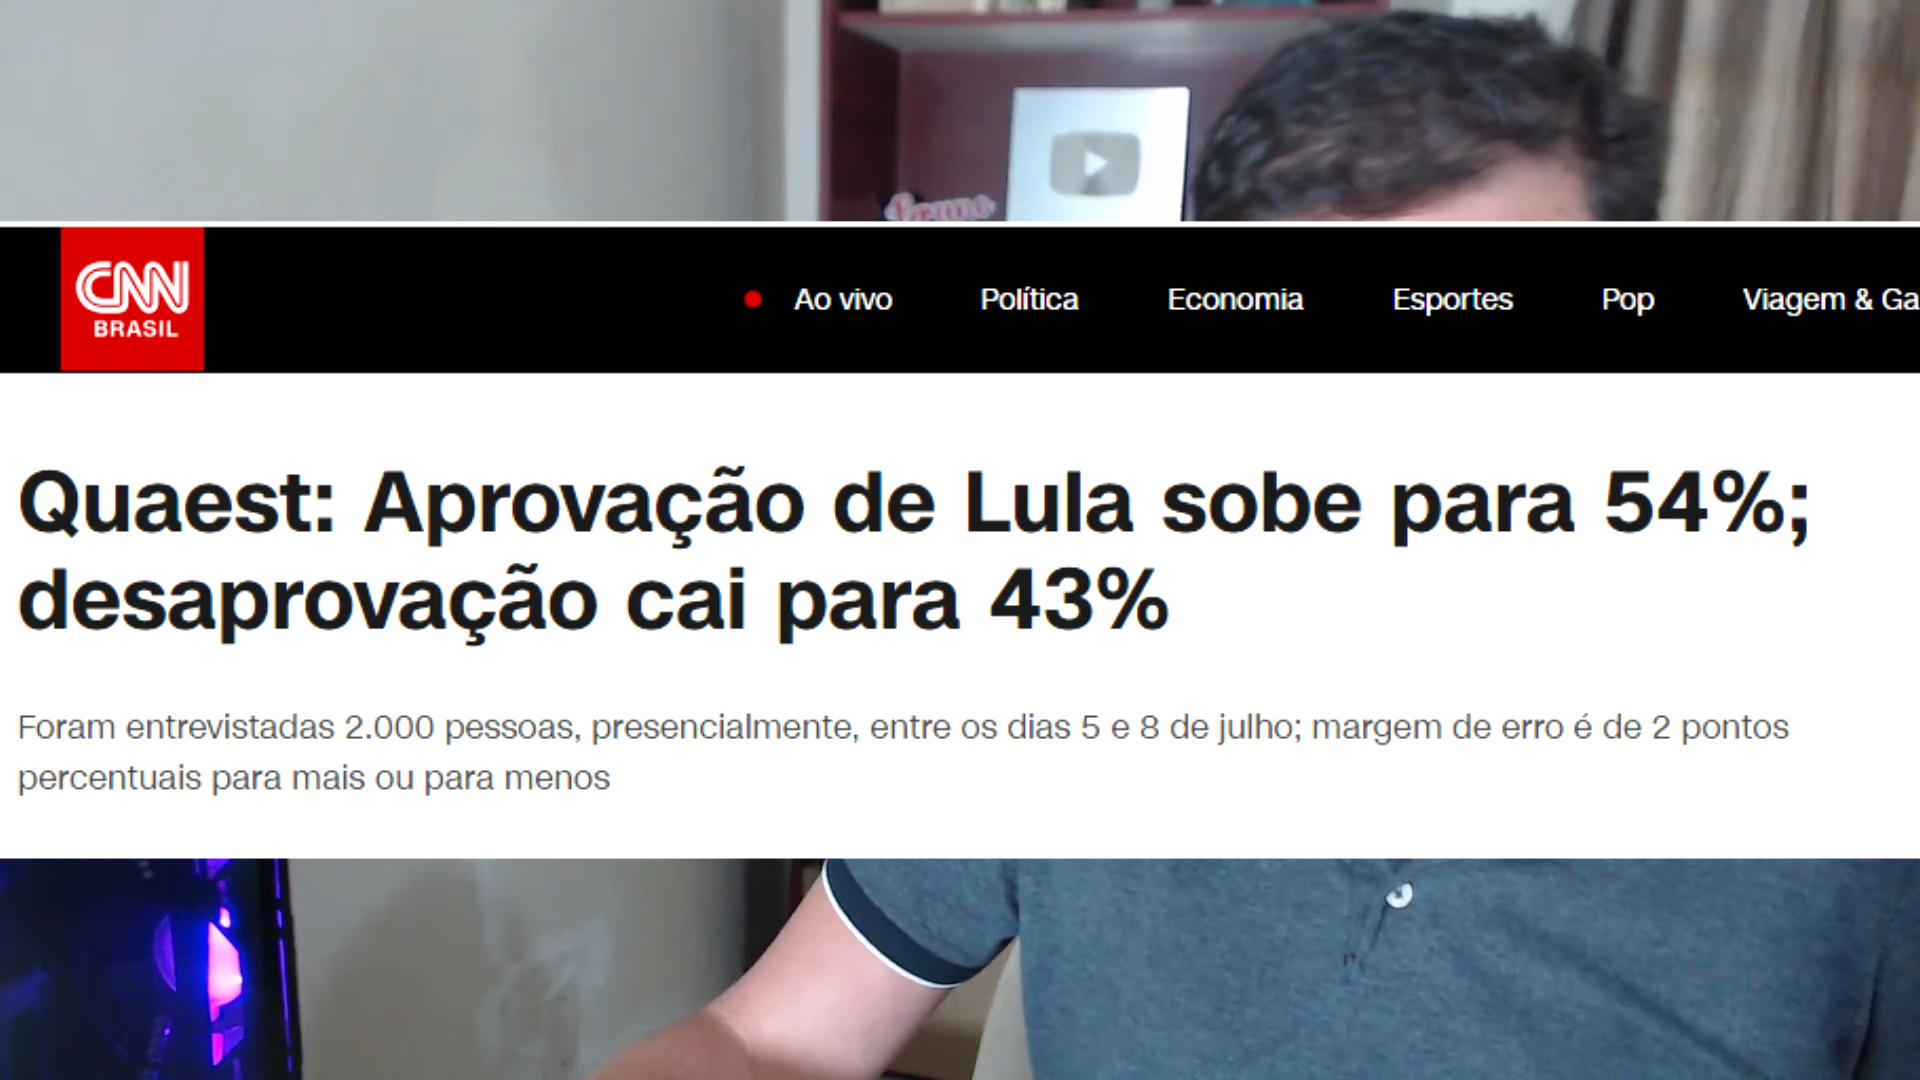 CNN
BRASIL
Ao vivo Política Economia Esportes Pop Viagem & Ga
Quaest: Aprovação de Lula sobe para 54%;
desaprovação cai para 43%
Foram entrevistadas 2.000 pessoas, presencialmente, entre os dias 5 e 8 de julho; margem de erro é de 2 pontos
percentuais para mais ou para menos